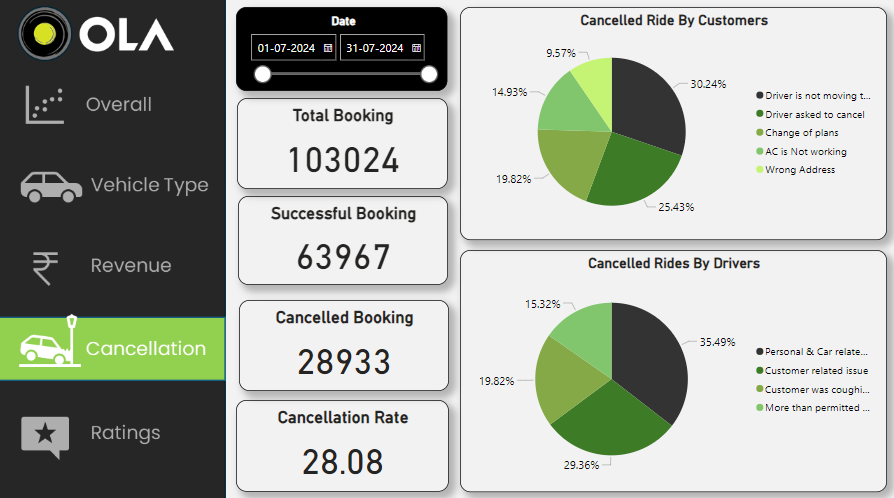 OLA
Overall
Vehicle Type
Revenue
Cancellation
Ratings
Date
01-07-2024
31-07-2024
Total Booking
103024
Successful Booking
63967
Cancelled Booking
28933
Cancellation Rate
28.08
Cancelled Ride By Customers
9.57%
30.24%
14.93%
19.82%
25.43%
Driver is not moving t...
Driver asked to cancel
Change of plans
AC is Not working
Wrong Address
Cancelled Rides By Drivers
15.32%
35.49%
19.82%
29.36%
Personal & Car relate...
Customer related issue
Customer was coughi...
More than permitted ...